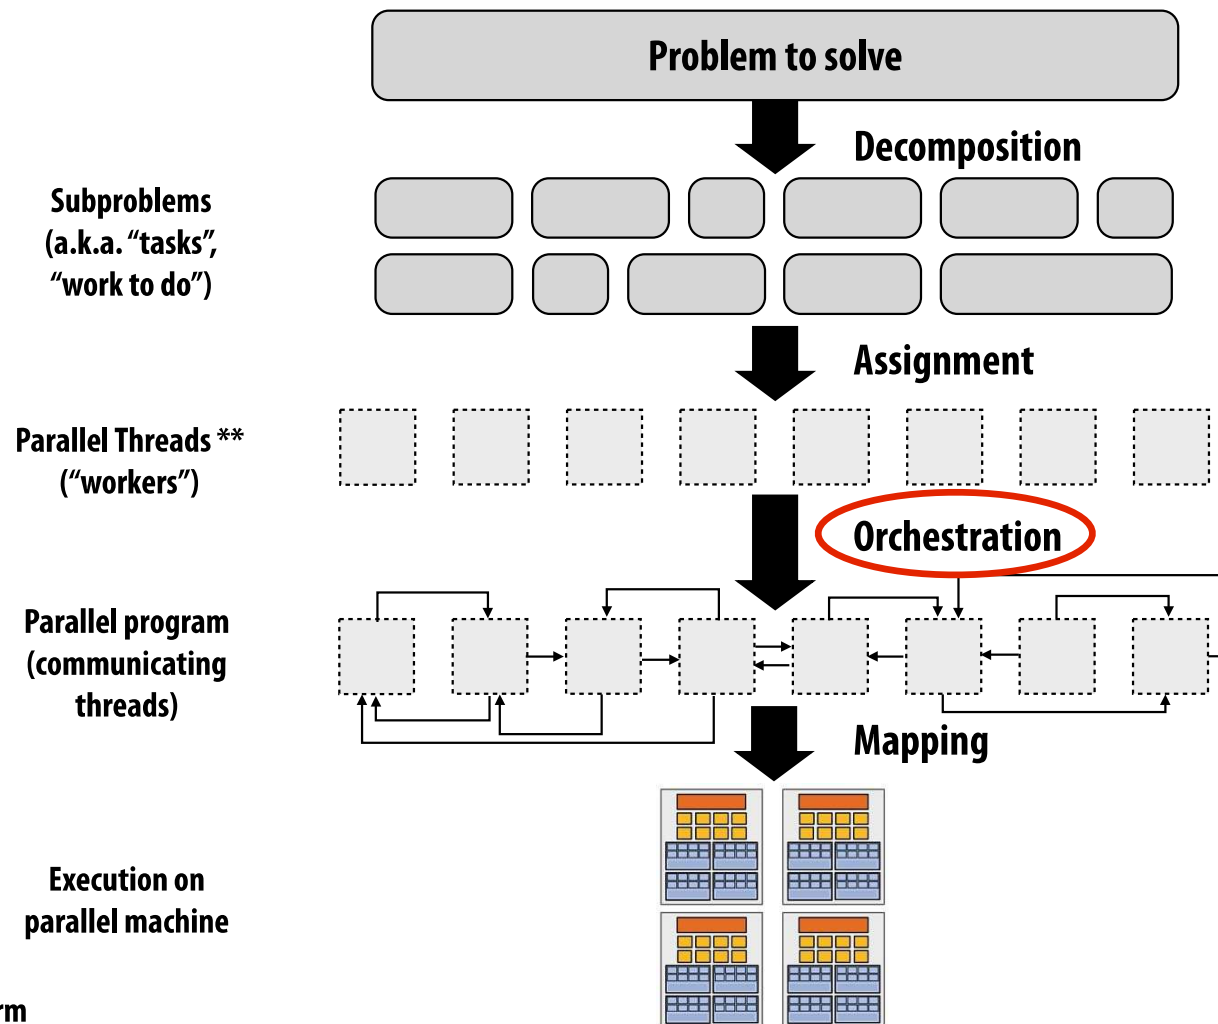 Problem to solve
Decomposition
Subproblems
(a.k.a. “tasks”,
“work to do”)
Assignment
Parallel Threads **
(“workers”)
Orchestration
Parallel program
(communicating
threads)
Mapping
Execution on
parallel machine
rm